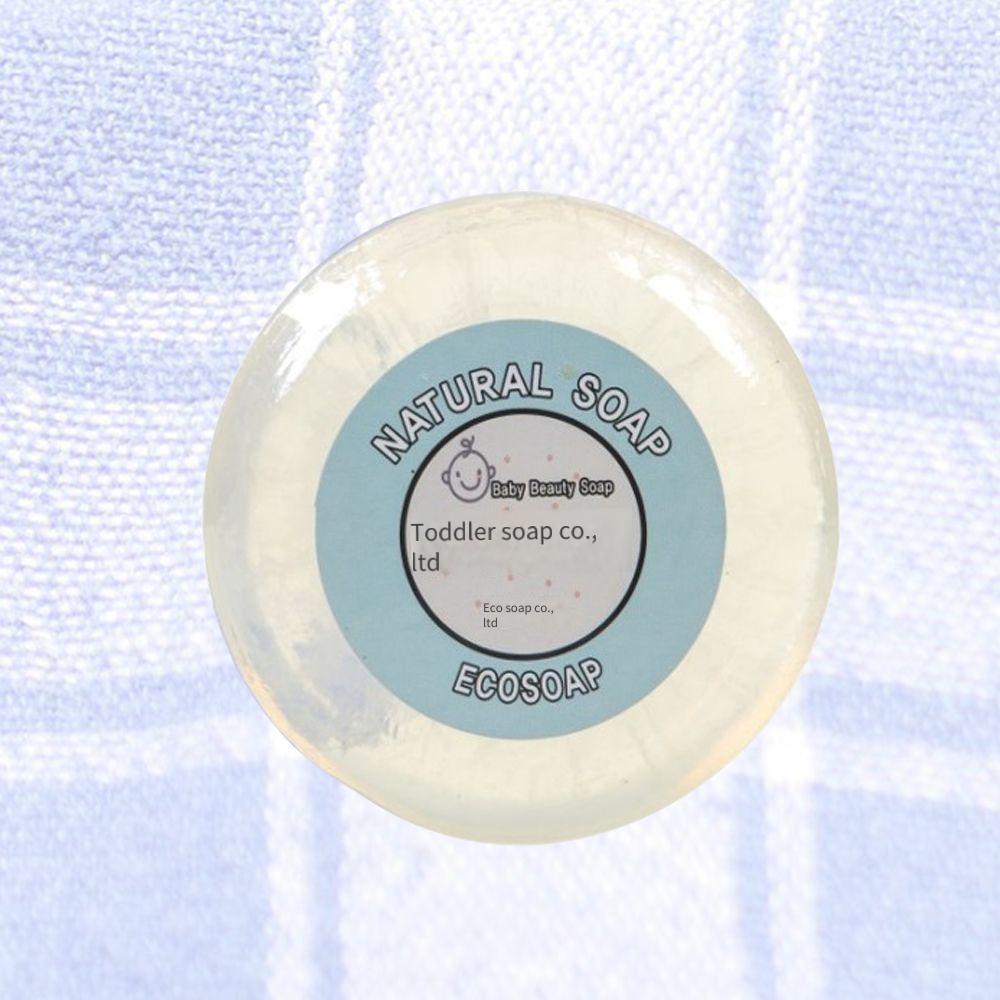 NATURAL SOAP
Baby Beauty Soap
Toddler soap co.,
ltd
Eco soap co.,
ltd
ECOSOAP